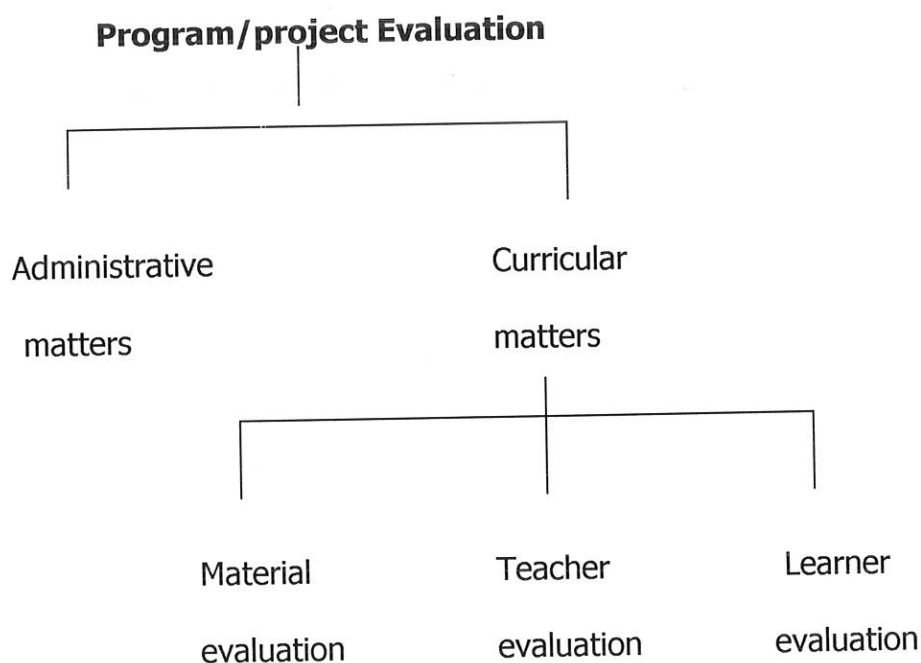 Program/project Evaluation
Administrative
matters
Curricular
matters
Material
evaluation
Teacher
evaluation
Learner
evaluation